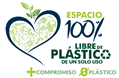 ESPACIO
100%
LIBRE DE
PLÁSTICO
DE UN SOLO USO
+COMPROMISO PLÁSTICO